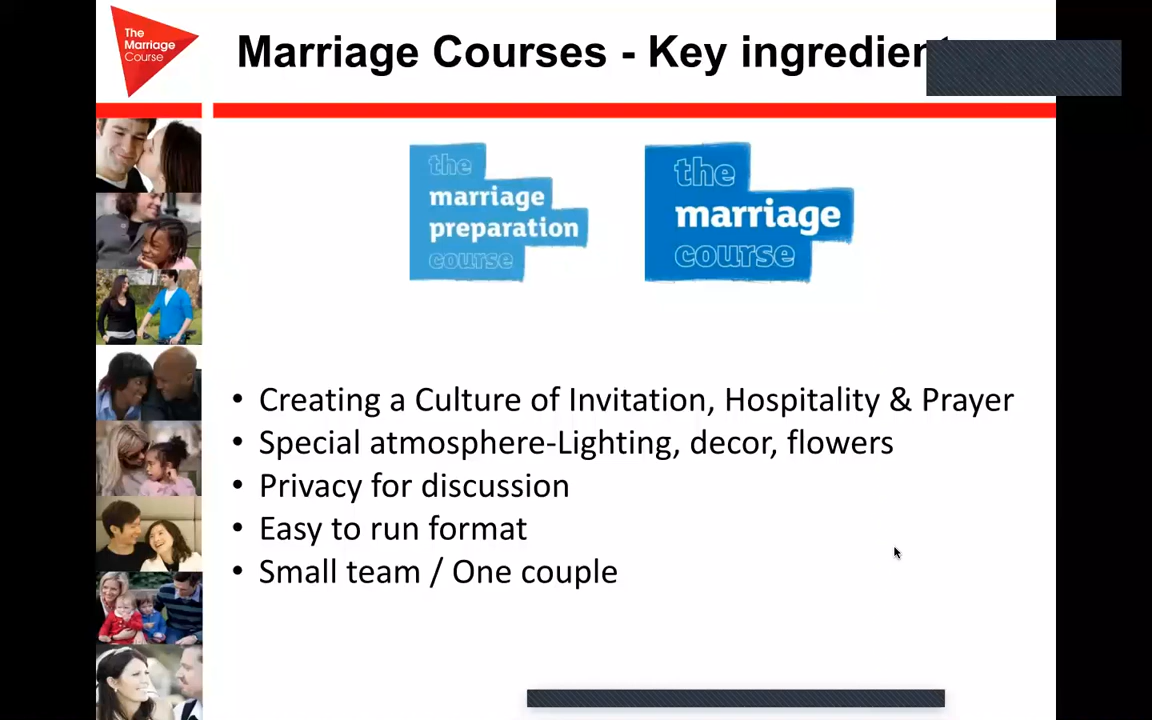 The
Marriage
Course
Marriage Courses - Key
the
marriage
preparation
course
the
marriage
course
• Creating a Culture of Invitation, Hospitality & Prayer
• Special atmosphere-Lighting, decor, flowers
• Privacy for discussion
• Easy to run format
• Small team / One couple